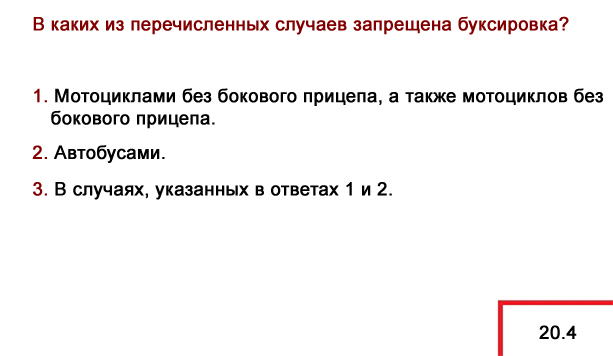 В каких из перечисленных случаев запрещена буксировка?
1. Мотоциклами без бокового прицепа, а также мотоциклов без
бокового прицепа.
2. Автобусами.
3. В случаях, указанных в ответах 1 и 2.
20.4